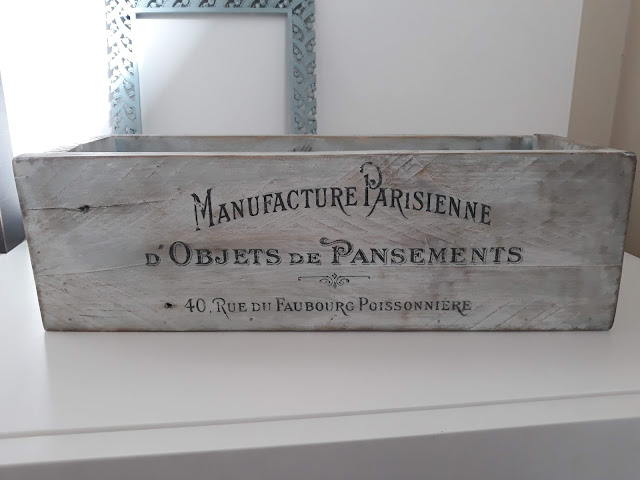 Manufacture Parisienne
d'Objets de Pansements
40, Rue du Faubourg Poissonnière